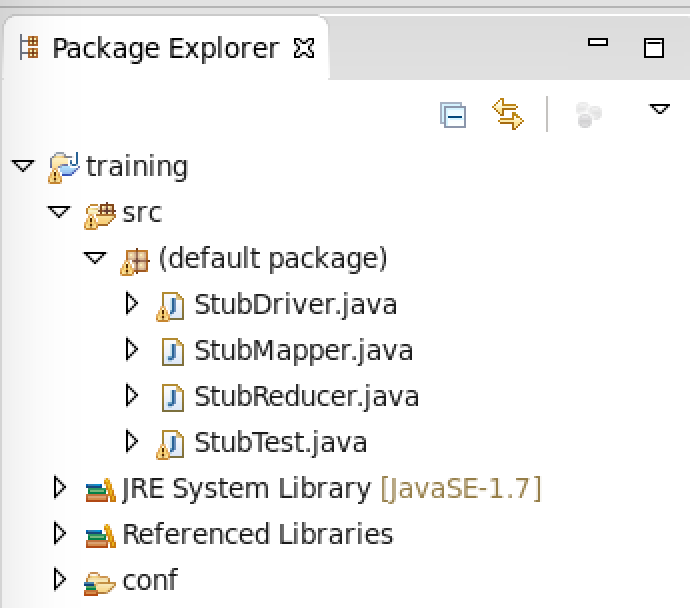 Package Explorer
training
src
(default package)
StubDriver.java
StubMapper.java
StubReducer.java
StubTest.java
JRE System Library [JavaSE-1.7]
Referenced Libraries
conf